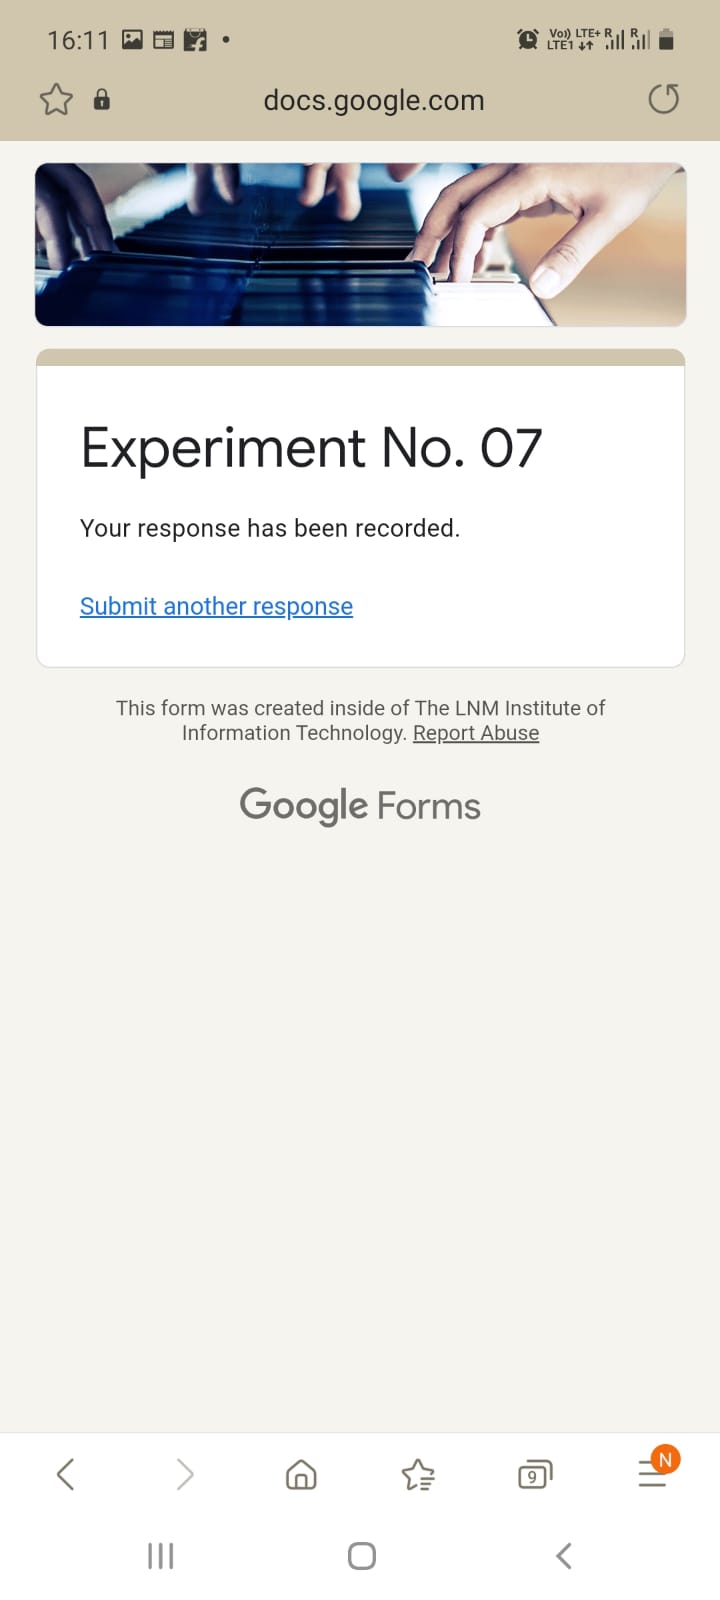 16:11
Vo)) LTE+ R R
LTE1
docs.google.com
Experiment No. 07
Your response has been recorded.
Submit another response
This form was created inside of The LNM Institute of
Information Technology. Report Abuse
Google Forms
9
N